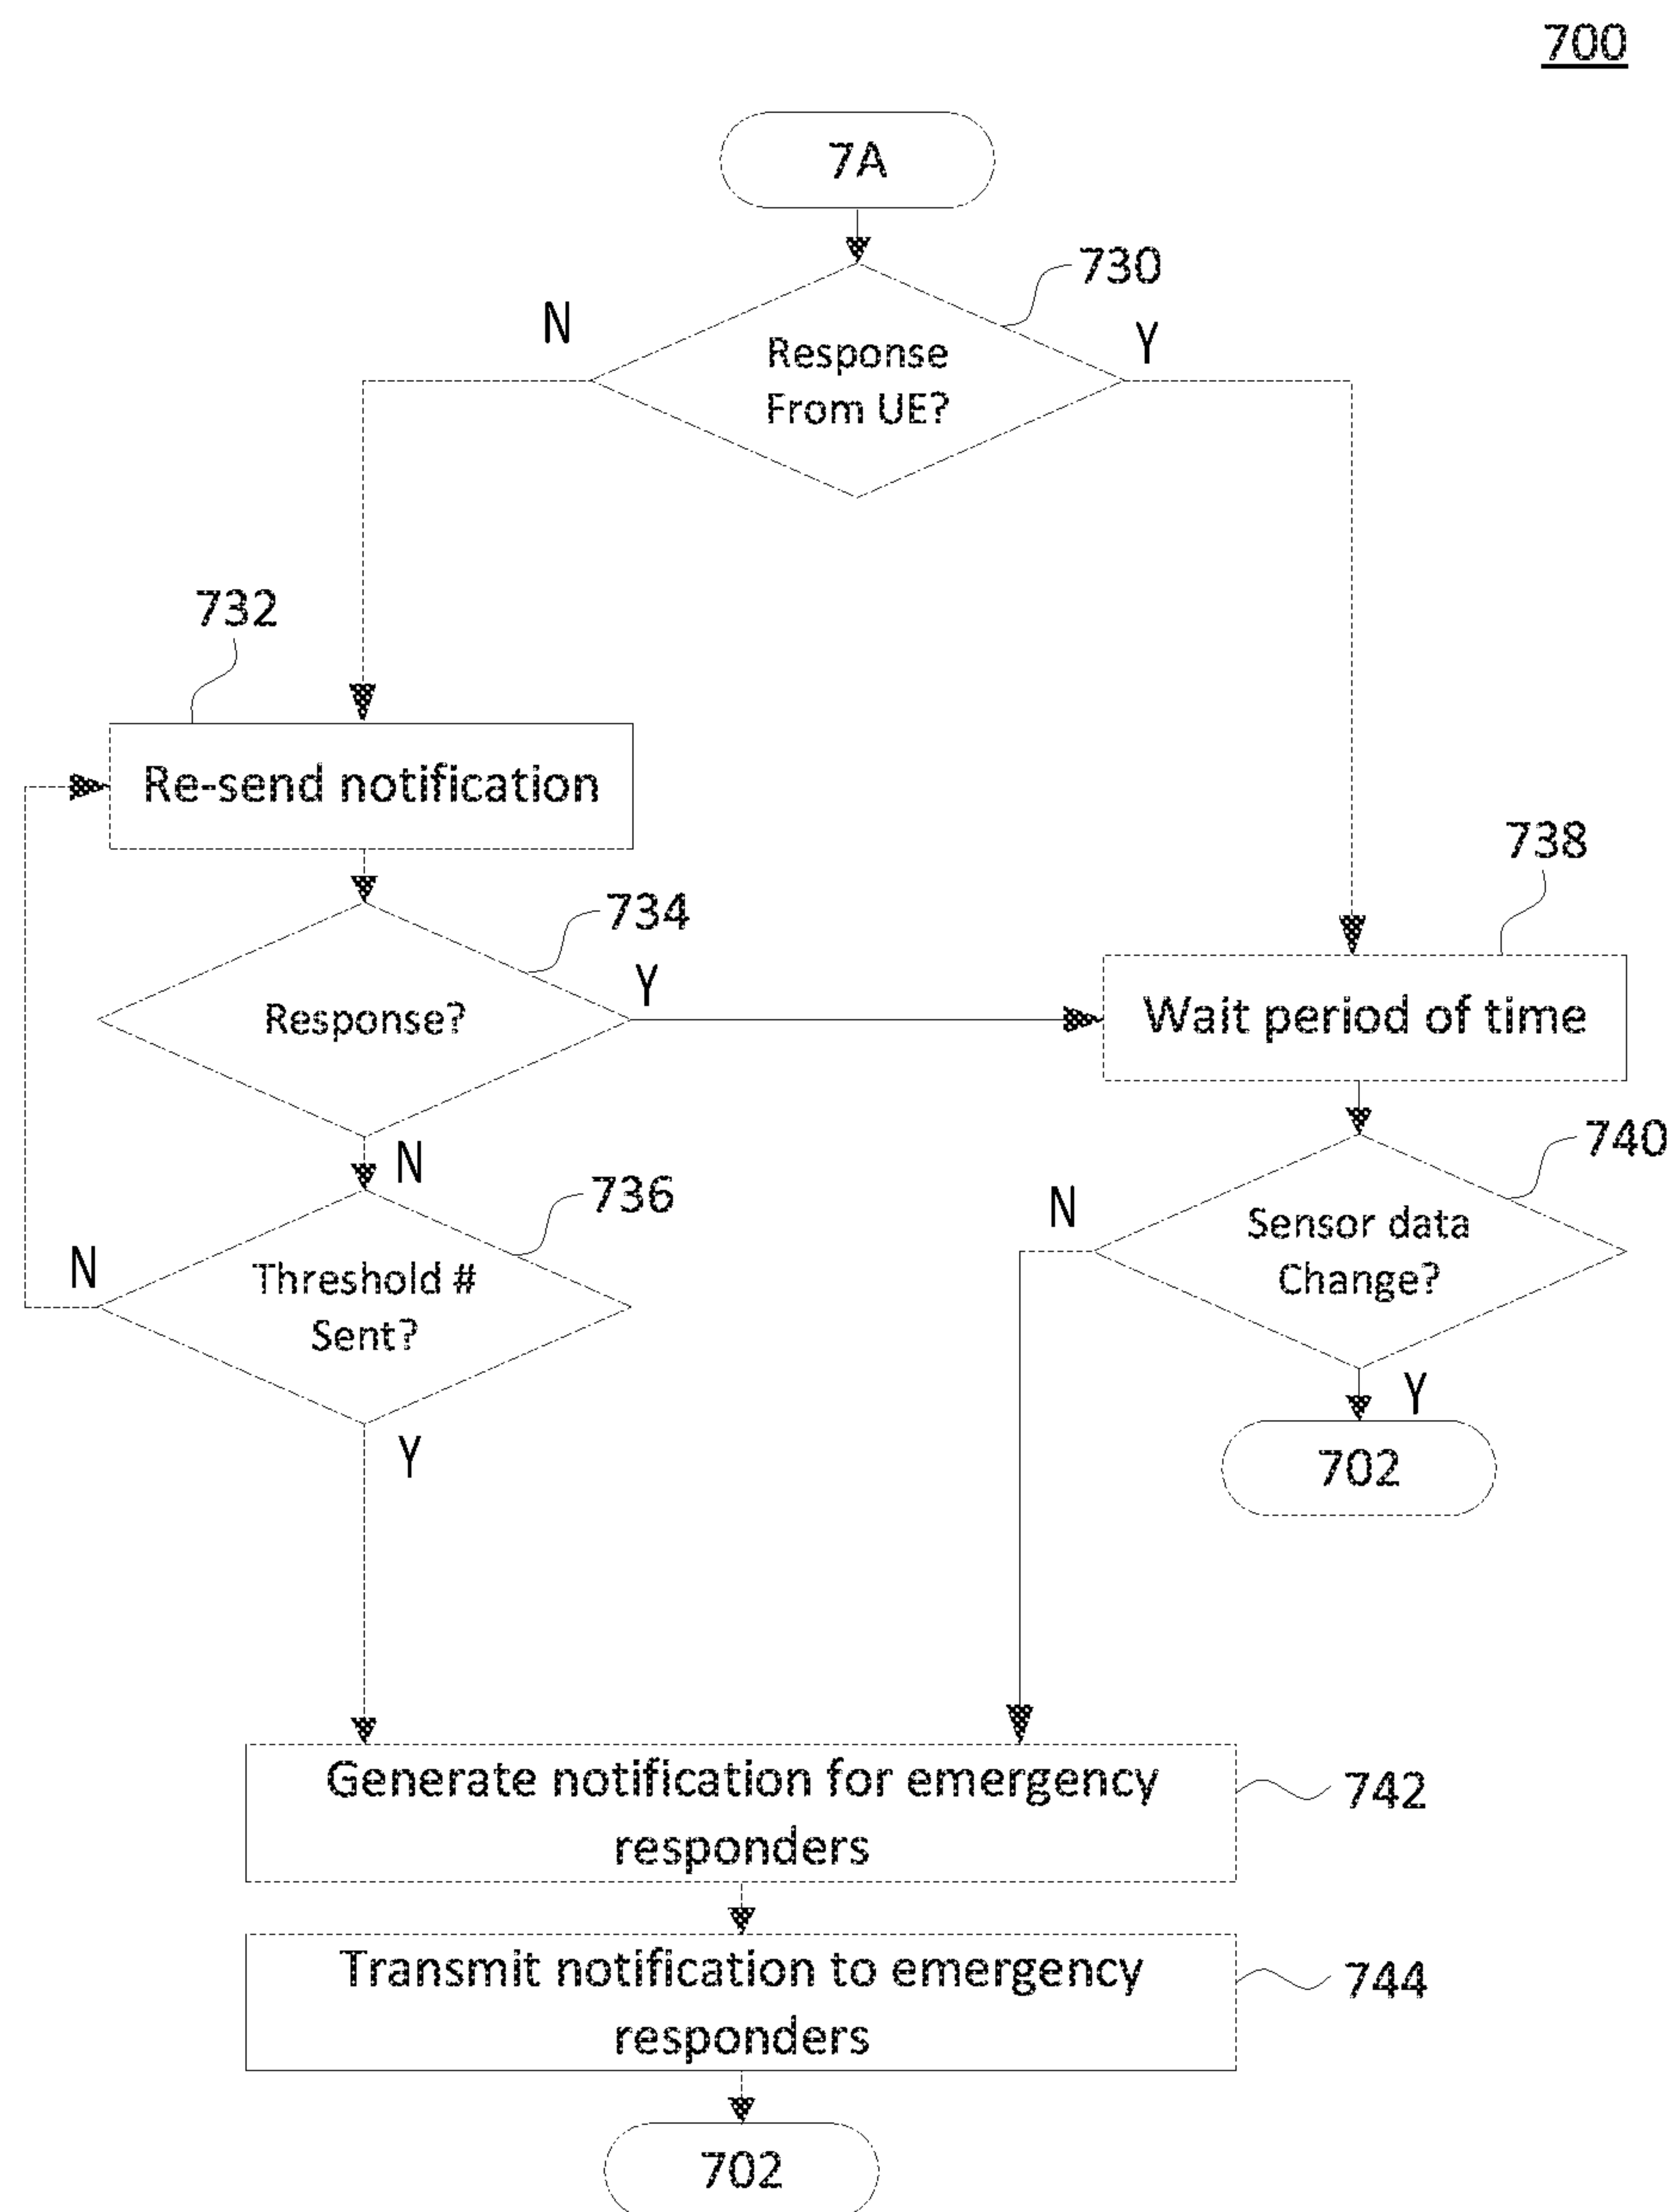 700
7A
730
N
Y
Response
From UE?
732
Re-send notification
738
734
Y
Response?
Wait period of time
N
740
736
N
Sensor data
Change?
N
Threshold #
Sent?
Y
Y
702
Generate notification for emergency
responders
742
Transmit notification to emergency
responders
744
702